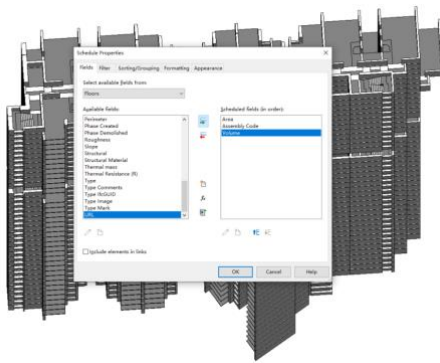 Schedule Properties
Fields Filter Sorting/Grouping Formatting Appearance
Select available fields from:
Floors
Available fields:
Perimeter
Phase Created
Phase Demolished
Roughness
Slope
Structural
Structural Material
Thermal mass
Thermal Resistance (R)
Type
Type Comments
Type IfcGUID
Type Image
Type Mark
URL
Scheduled fields (in order):
Area
Assembly Code
Volume
Include elements in links
OK Cancel Help